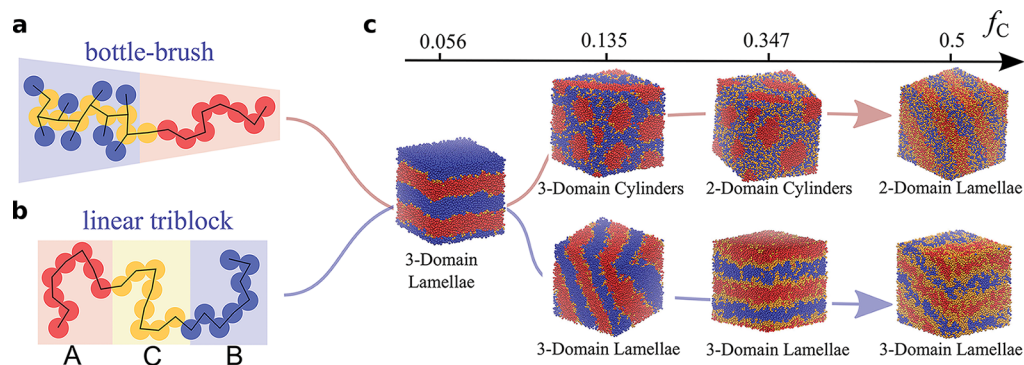 a
bottle-brush
b
linear triblock
A C B
c
f_C
0.056 0.135 0.347 0.5
3-Domain
Lamellae
3-Domain Cylinders 2-Domain Cylinders 2-Domain Lamellae
3-Domain Lamellae 3-Domain Lamellae 3-Domain Lamellae